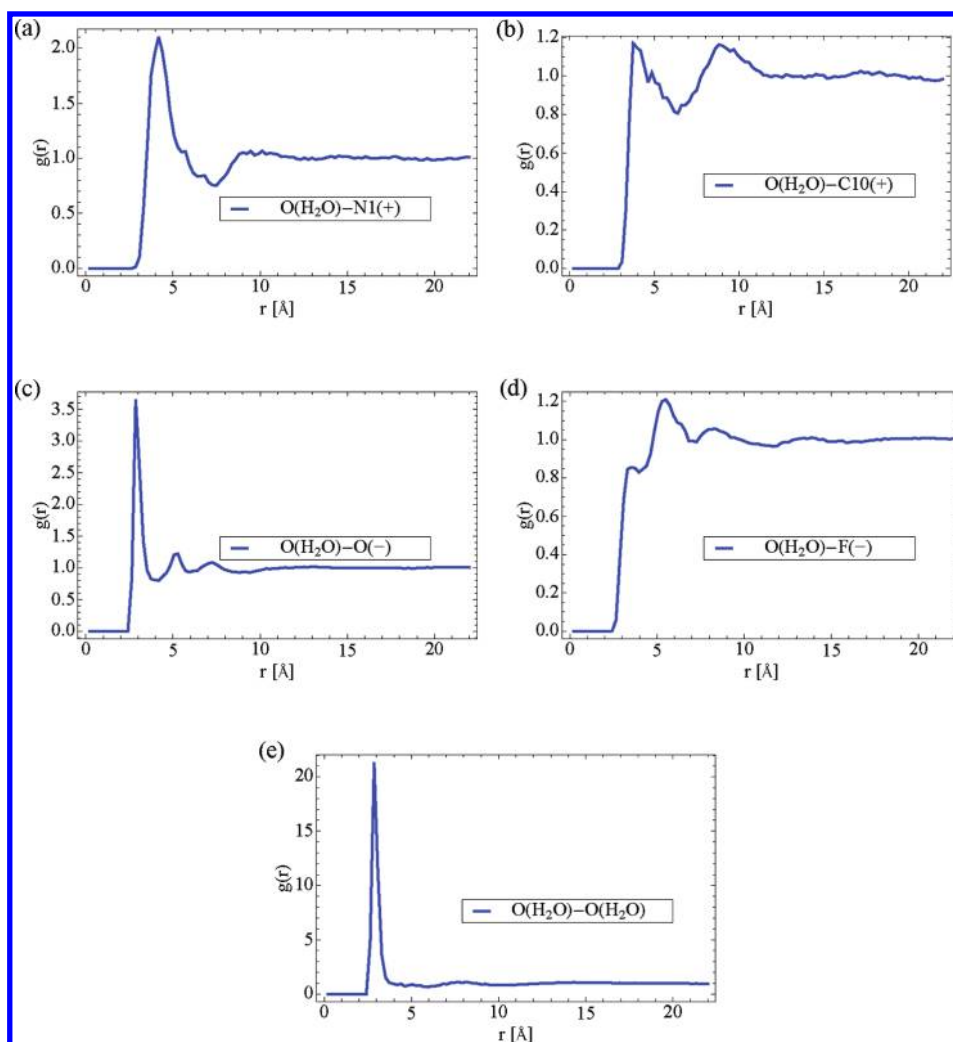 (a)
2.0
1.5
1.0
0.5
0.0
g(r)
O(H₂O)−N1(+)
0 5 10 15 20
r [Å]
(b)
1.2
1.0
0.8
0.6
0.4
0.2
0.0
g(r)
O(H₂O)−C10(+)
0 5 10 15 20
r [Å]
(c)
3.5
3.0
2.5
2.0
1.5
1.0
0.5
0.0
g(r)
O(H₂O)−O(−)
0 5 10 15 20
r [Å]
(d)
1.2
1.0
0.8
0.6
0.4
0.2
0.0
g(r)
O(H₂O)−F(−)
0 5 10 15 20
r [Å]
(e)
20
15
10
5
0
g(r)
O(H₂O)−O(H₂O)
0 5 10 15 20
r [Å]